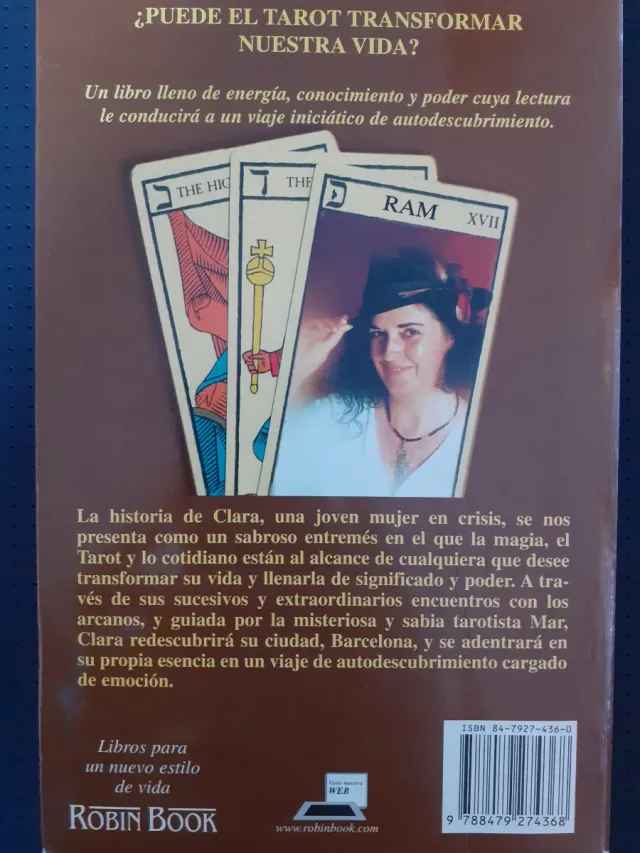 ¿PUEDE EL TAROT TRANSFORMAR
NUESTRA VIDA?
Un libro lleno de energía, conocimiento y poder cuya lectura
le conducirá a un viaje iniciático de autodescubrimiento.
כ THE HIG
ד THE
פ RAM XVII
La historia de Clara, una joven mujer en crisis, se nos
presenta como un sabroso entremés en el que la magia, el
Tarot y lo cotidiano están al alcance de cualquiera que desee
transformar su vida y llenarla de significado y poder. A tra-
vés de sus sucesivos y extraordinarios encuentros con los
arcanos, y guiada por la misteriosa y sabia tarotista Mar,
Clara redescubrirá su ciudad, Barcelona, y se adentrará en
su propia esencia en un viaje de autodescubrimiento cargado
de emoción.
Libros para
un nuevo estilo
de vida
ROBIN BOOK
Visite nuestra
WEB
www.robinbook.com
ISBN 84-7927-436-0
9 788479 274368